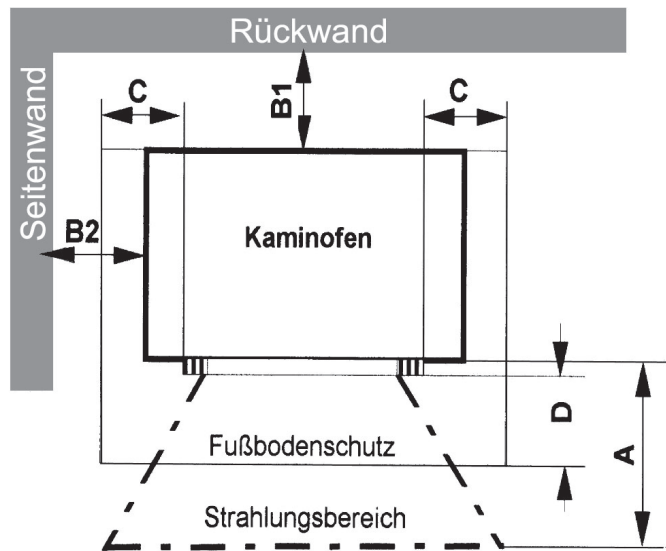 Rückwand
Seitenwand
C
B1
C
B2
Kaminofen
D
A
Fußbodenschutz
Strahlungsbereich